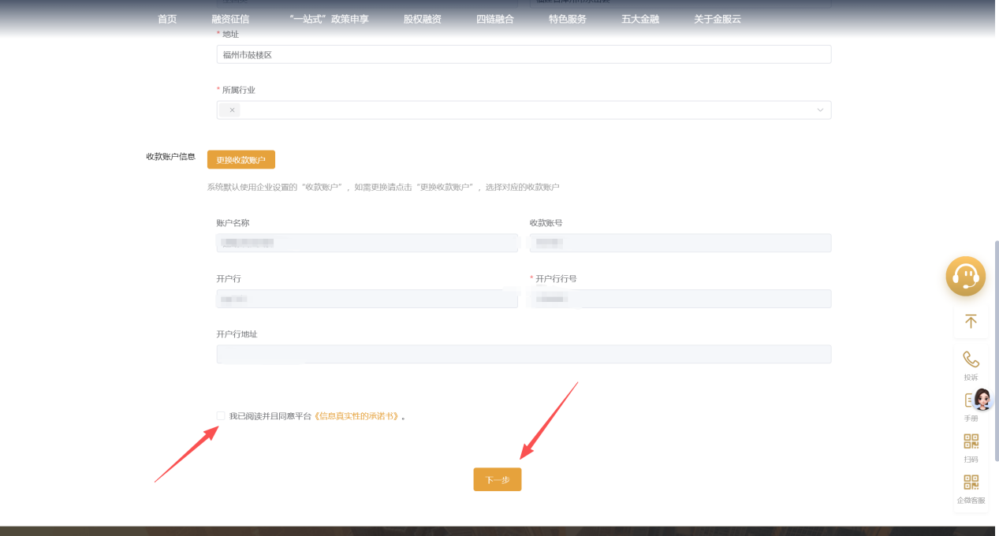 首页 融资征信 “一站式”政策申享 股权融资 四链融合 特色服务 五大金融 关于金服云
* 地址
福州市鼓楼区
* 所属行业
收款账户信息 更换收款账户
系统默认使用企业设置的“收款账户”，如需更换请点击“更换收款账户”，选择对应的收款账户
账户名称 收款账号
开户行 * 开户行行号
开户行地址
我已阅读并且同意平台《信息真实性的承诺书》。
下一步
投诉
手册
扫码
企微客服